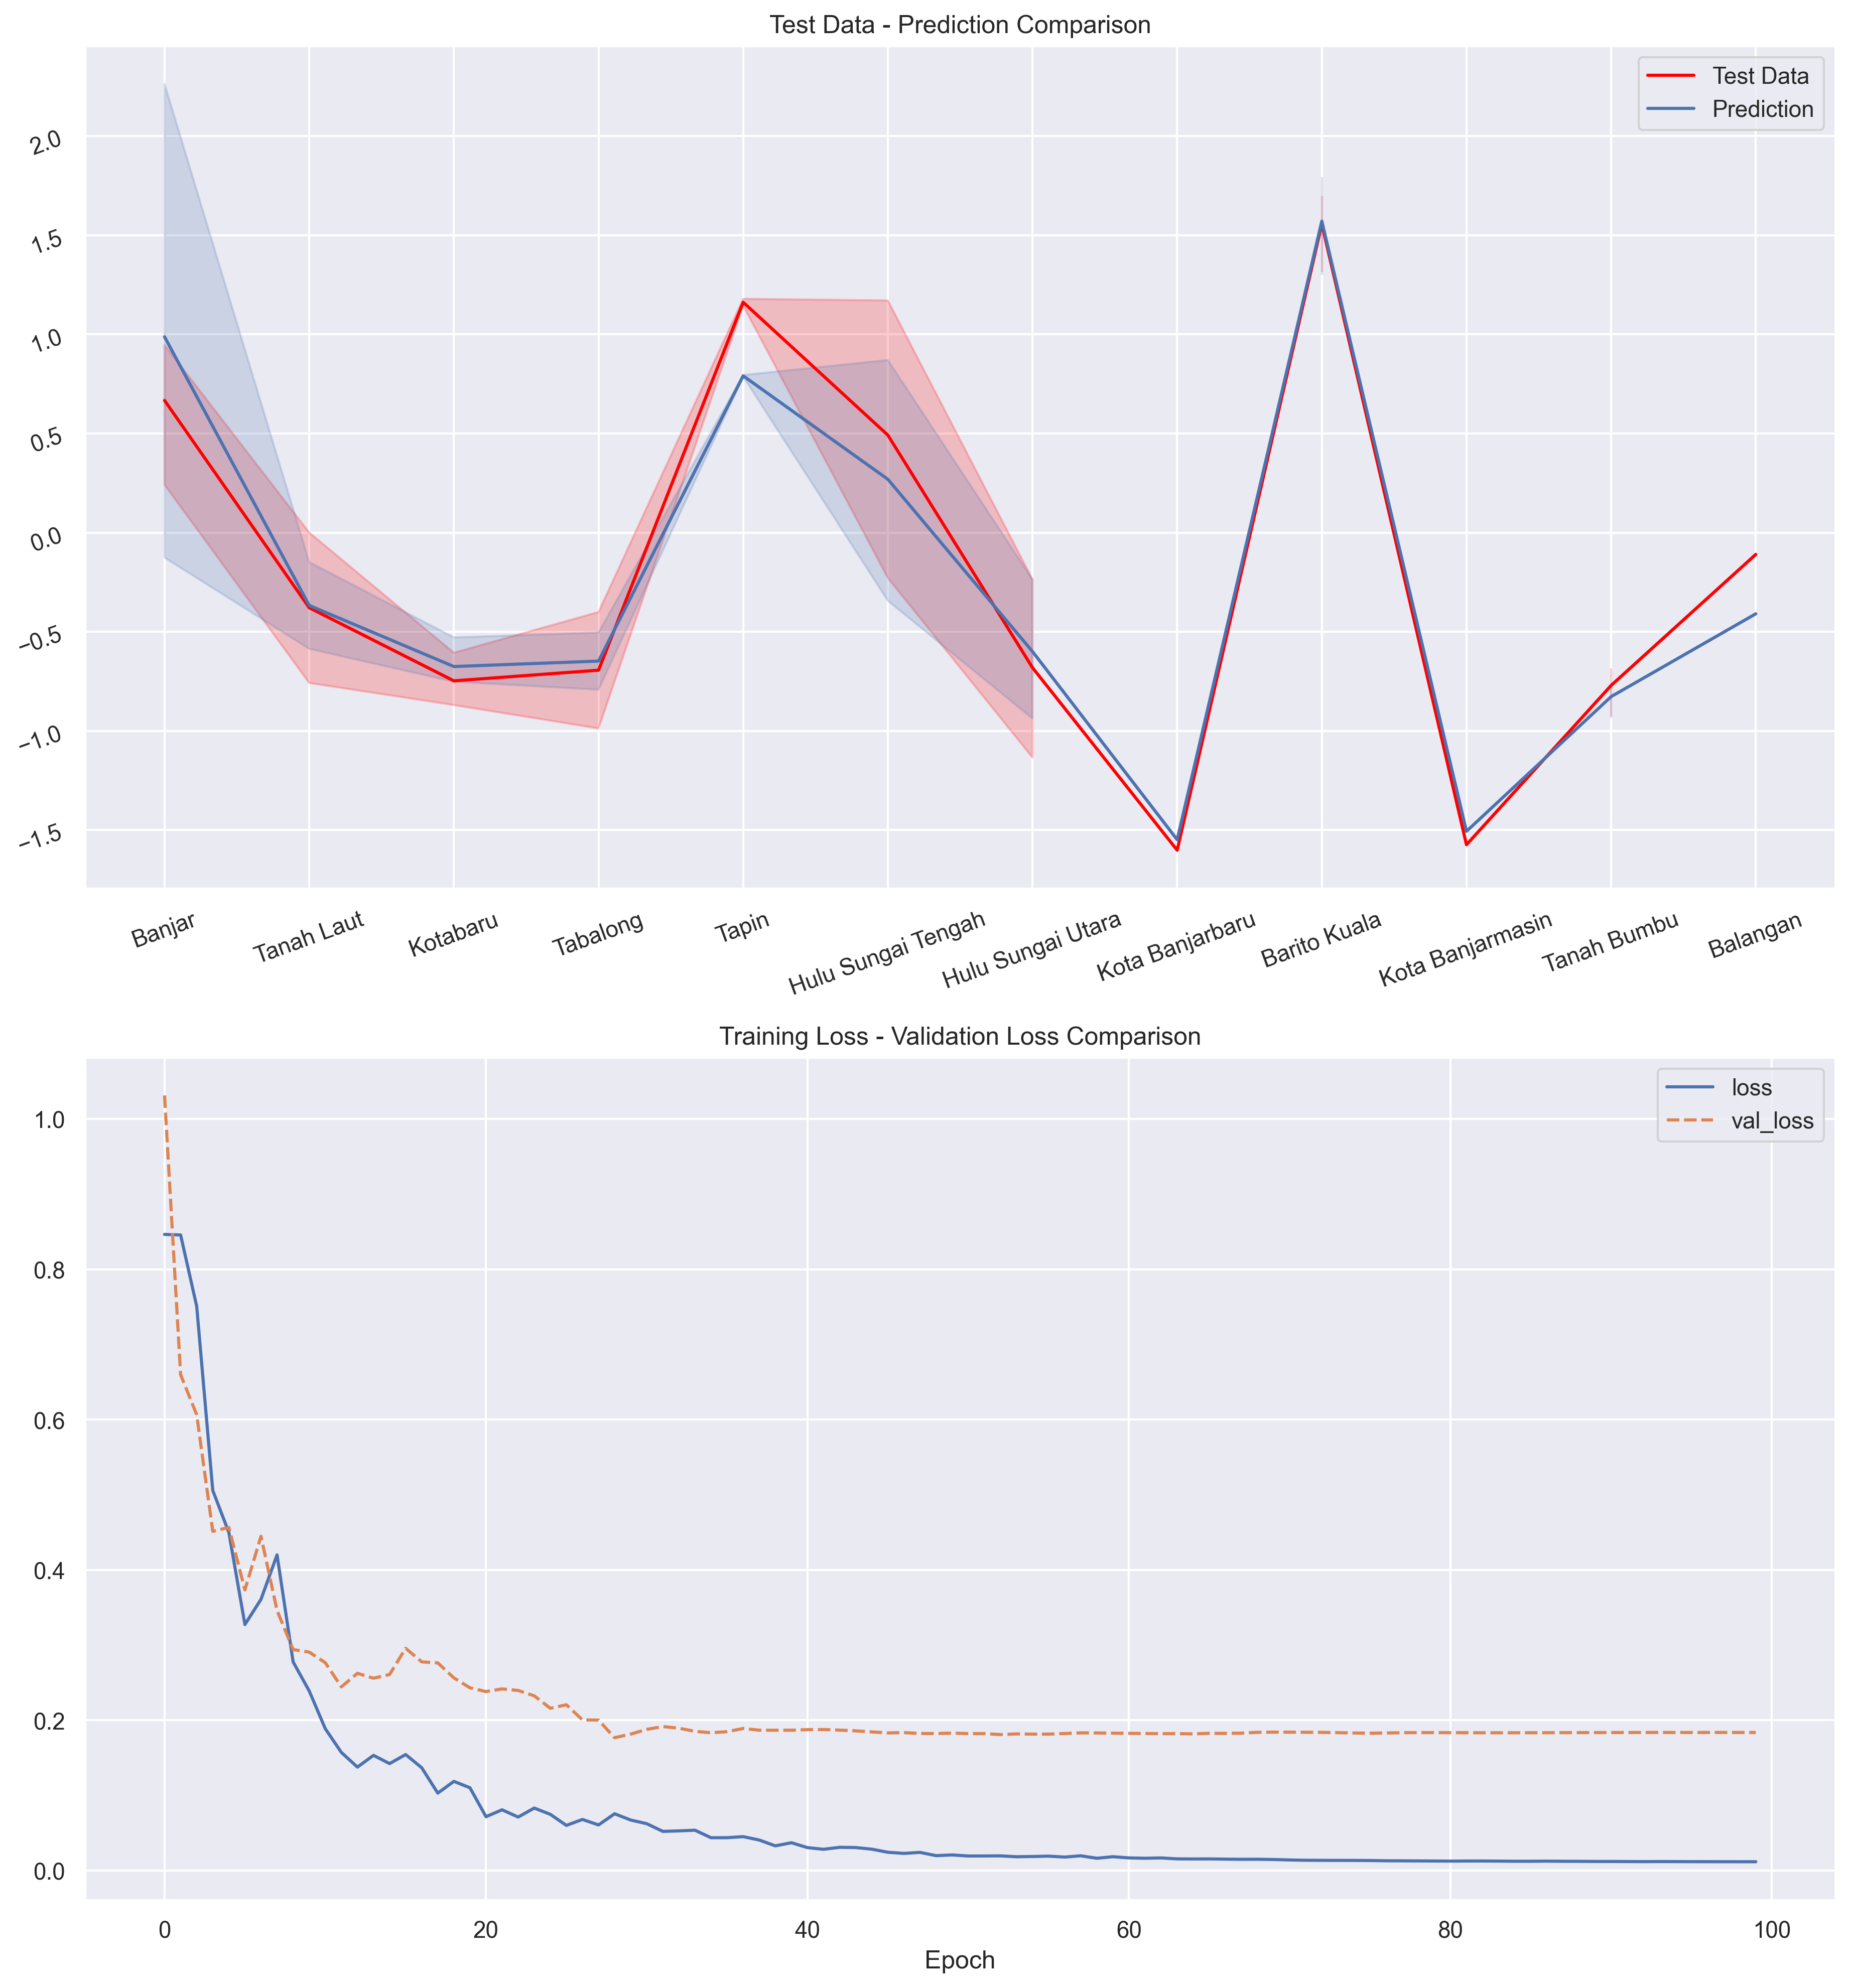 Test Data - Prediction Comparison
Test Data
Prediction
2.0
1.5
1.0
0.5
0.0
−0.5
−1.0
−1.5
Banjar
Tanah Laut
Kotabaru
Tabalong
Tapin
Hulu Sungai Tengah
Hulu Sungai Utara
Kota Banjarbaru
Barito Kuala
Kota Banjarmasin
Tanah Bumbu
Balangan
Training Loss - Validation Loss Comparison
loss
val_loss
1.0
0.8
0.6
0.4
0.2
0.0
0 20 40 60 80 100
Epoch